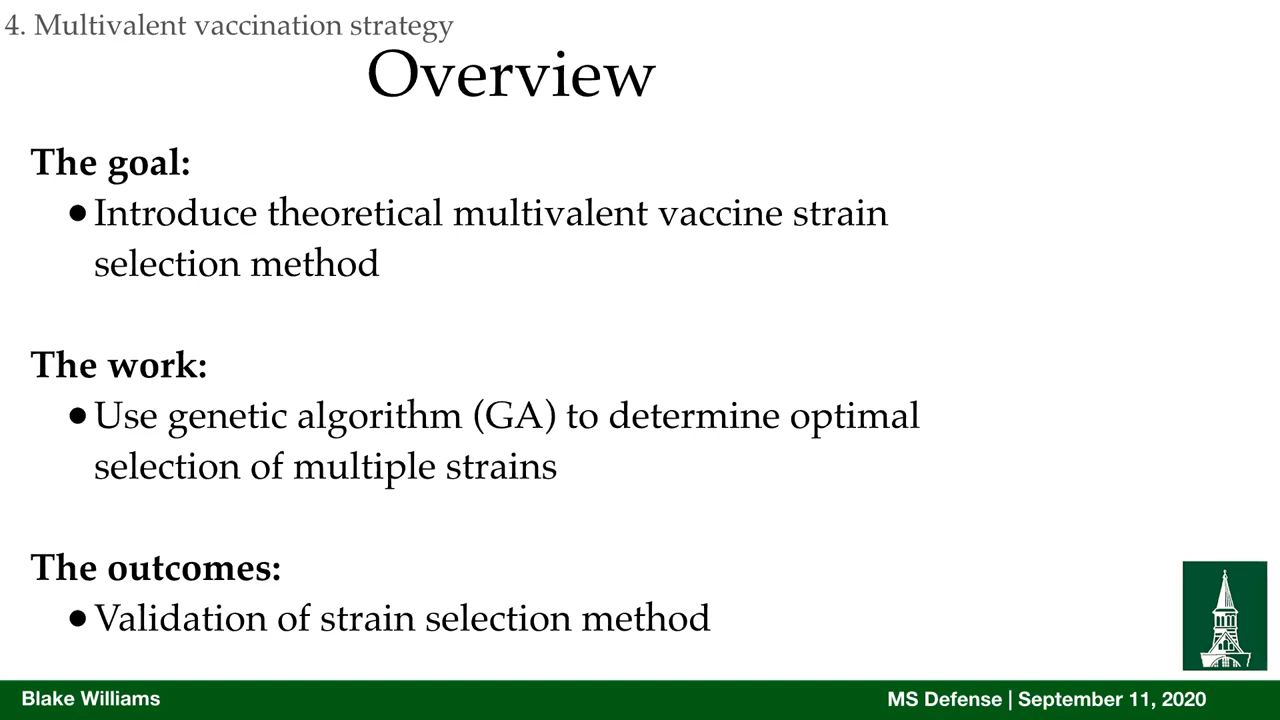 4. Multivalent vaccination strategy
Overview
The goal:
●Introduce theoretical multivalent vaccine strain
selection method
The work:
●Use genetic algorithm (GA) to determine optimal
selection of multiple strains
The outcomes:
●Validation of strain selection method
Blake Williams
MS Defense | September 11, 2020